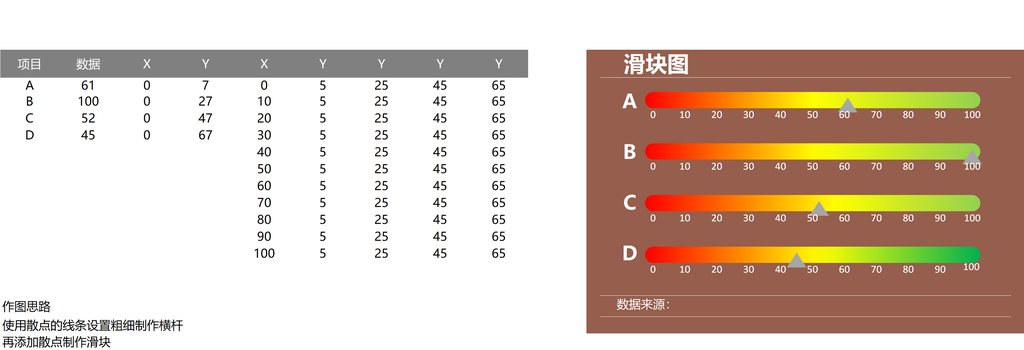 项目 数据 X Y X Y Y Y Y
A 61 0 7 0 5 25 45 65
B 100 0 27 10 5 25 45 65
C 52 0 47 20 5 25 45 65
D 45 0 67 30 5 25 45 65
40 5 25 45 65
50 5 25 45 65
60 5 25 45 65
70 5 25 45 65
80 5 25 45 65
90 5 25 45 65
100 5 25 45 65
作图思路
使用散点的线条设置粗细制作横杆
再添加散点制作滑块
滑块图
A
0 10 20 30 40 50 60 70 80 90 100
B
0 10 20 30 40 50 60 70 80 90 100
C
0 10 20 30 40 50 60 70 80 90 100
D
0 10 20 30 40 50 60 70 80 90 100
数据来源：